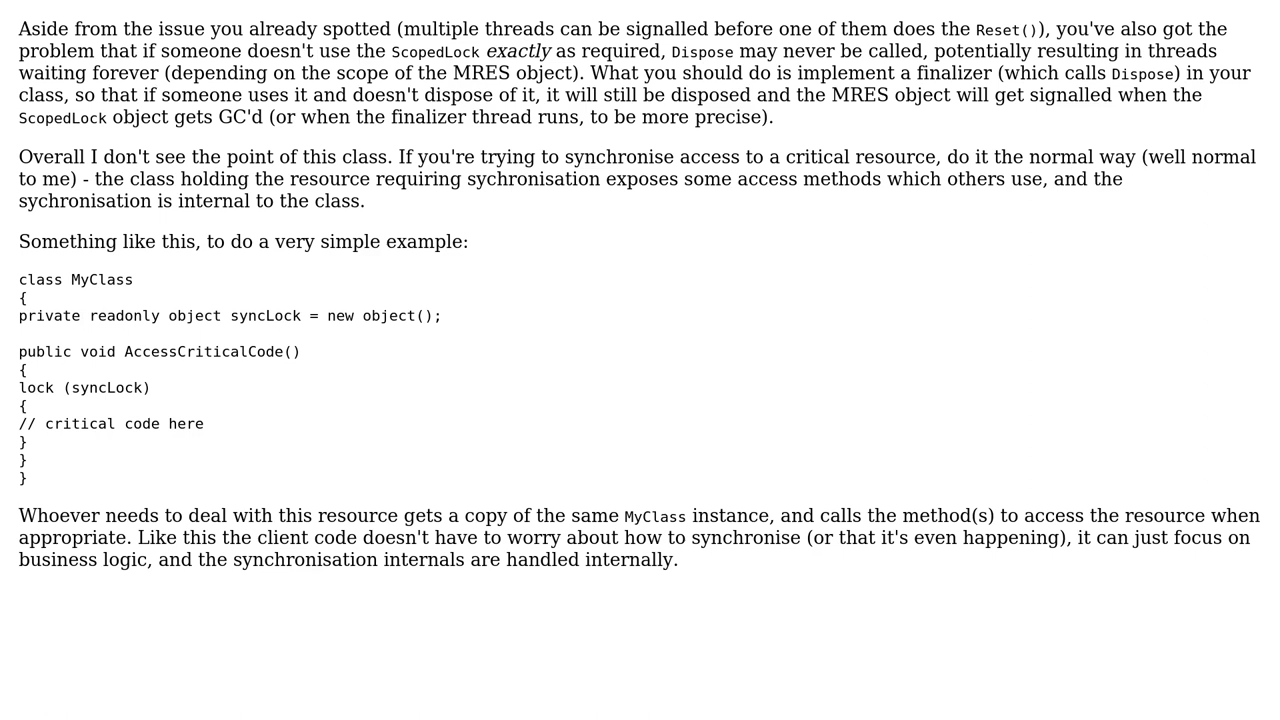 Aside from the issue you already spotted (multiple threads can be signalled before one of them does the Reset()), you've also got the
problem that if someone doesn't use the ScopedLock exactly as required, Dispose may never be called, potentially resulting in threads
waiting forever (depending on the scope of the MRES object). What you should do is implement a finalizer (which calls Dispose) in your
class, so that if someone uses it and doesn't dispose of it, it will still be disposed and the MRES object will get signalled when the
ScopedLock object gets GC'd (or when the finalizer thread runs, to be more precise).
Overall I don't see the point of this class. If you're trying to synchronise access to a critical resource, do it the normal way (well normal
to me) - the class holding the resource requiring sychronisation exposes some access methods which others use, and the
sychronisation is internal to the class.
Something like this, to do a very simple example:
class MyClass
{
private readonly object syncLock = new object();
public void AccessCriticalCode()
{
lock (syncLock)
{
// critical code here
}
}
}
Whoever needs to deal with this resource gets a copy of the same MyClass instance, and calls the method(s) to access the resource when
appropriate. Like this the client code doesn't have to worry about how to synchronise (or that it's even happening), it can just focus on
business logic, and the synchronisation internals are handled internally.